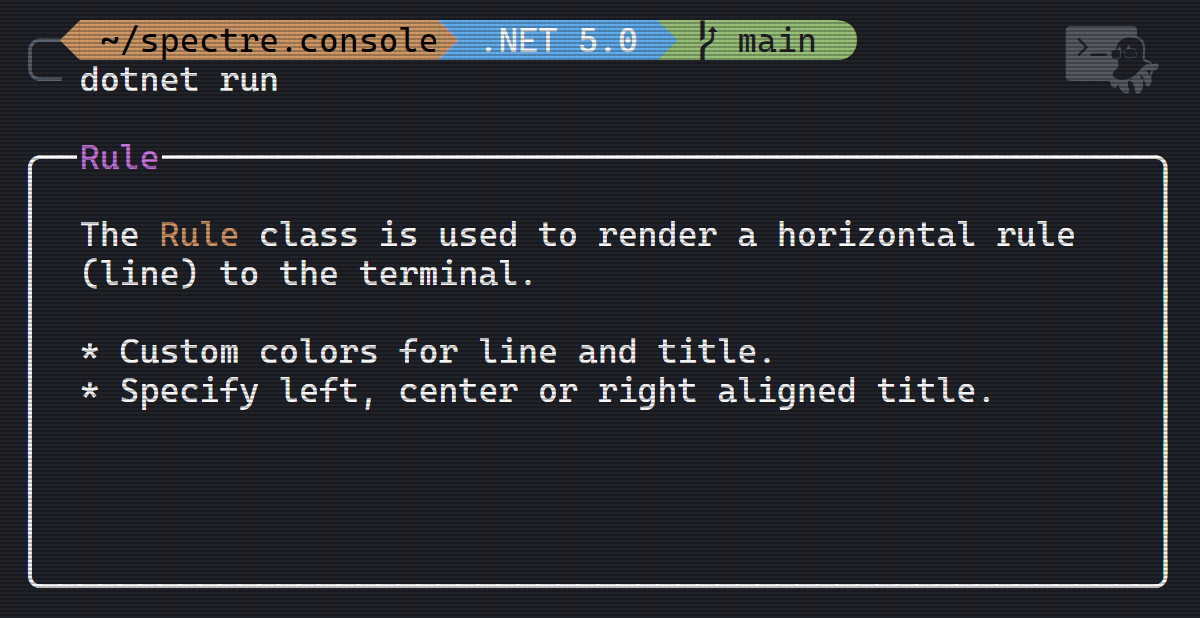 ~/spectre.console .NET 5.0 main
dotnet run
Rule
The Rule class is used to render a horizontal rule
(line) to the terminal.
* Custom colors for line and title.
* Specify left, center or right aligned title.